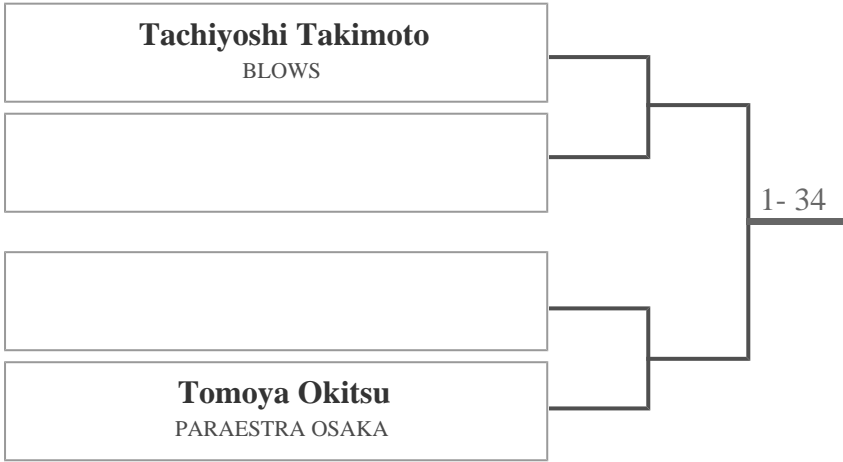 Tachiyoshi Takimoto
BLOWS
1- 34
Tomoya Okitsu
PARAESTRA OSAKA